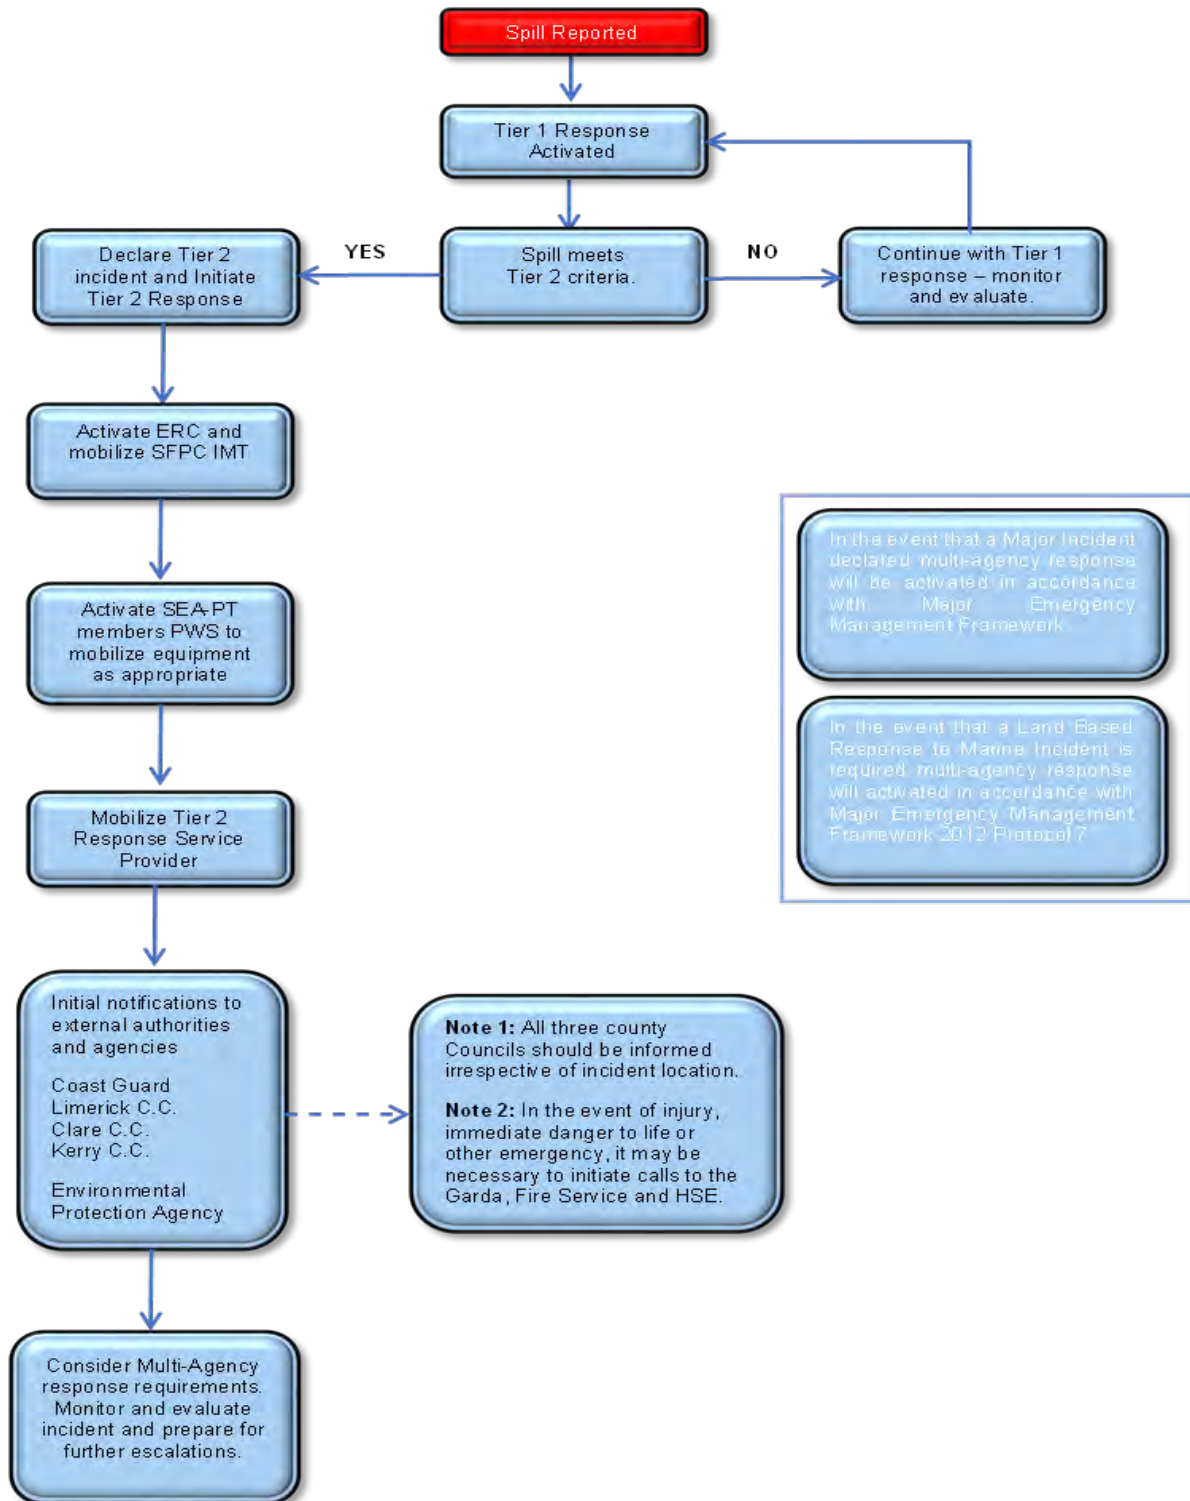 Spill Reported
Tier 1 Response
Activated
Declare Tier 2
incident and Initiate
Tier 2 Response
YES
Spill meets
Tier 2 criteria.
NO
Continue with Tier 1
response – monitor
and evaluate.
Activate ERC and
mobilize SFPC IMT
In the event that a Major Incident
declared multi-agency response
will be activated in accordance
with Major Emergency
Management Framework
Activate SEA-PT
members PWS to
mobilize equipment
as appropriate
In the event that a Land Based
Response to Marine Incident is
required multi-agency response
will activated in accordance with
Major Emergency Management
Framework 2012 Protocol 7
Mobilize Tier 2
Response Service
Provider
Initial notifications to
external authorities
and agencies
Coast Guard
Limerick C.C.
Clare C.C.
Kerry C.C.
Environmental
Protection Agency
Note 1: All three county
Councils should be informed
irrespective of incident location.
Note 2: In the event of injury,
immediate danger to life or
other emergency, it may be
necessary to initiate calls to the
Garda, Fire Service and HSE.
Consider Multi-Agency
response requirements.
Monitor and evaluate
incident and prepare for
further escalations.